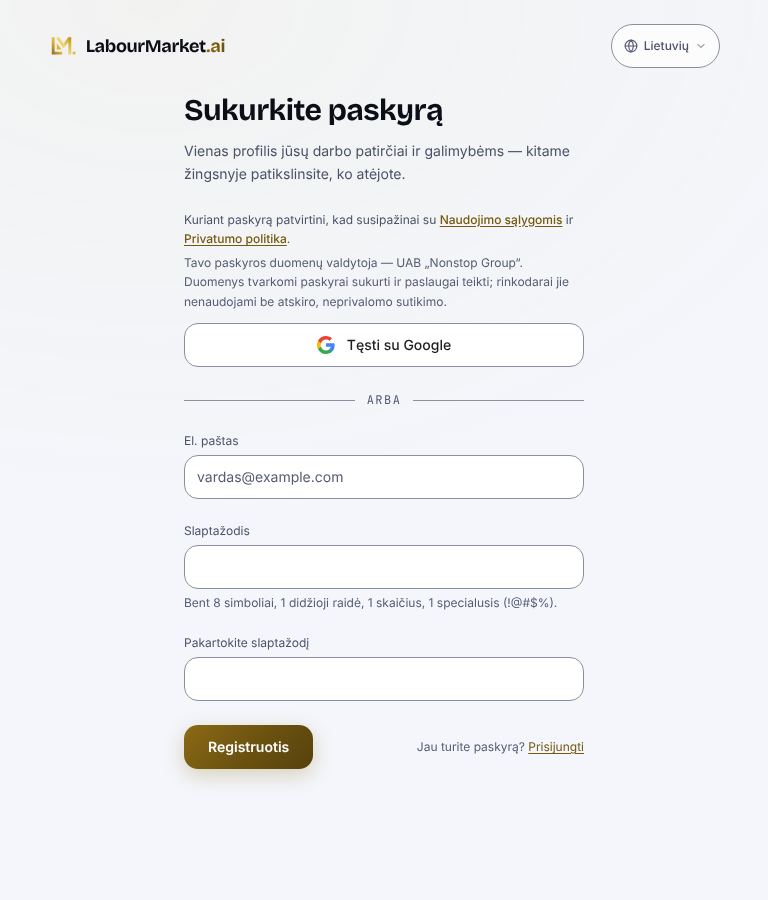 LabourMarket.ai
Lietuvių
Sukurkite paskyrą
Vienas profilis jūsų darbo patirčiai ir galimybėms — kitame
žingsnyje patikslinsite, ko atėjote.
Kuriant paskyrą patvirtini, kad susipažinai su Naudojimo sąlygomis ir
Privatumo politika.
Tavo paskyros duomenų valdytoja — UAB „Nonstop Group“.
Duomenys tvarkomi paskyrai sukurti ir paslaugai teikti; rinkodarai jie
nenaudojami be atskiro, neprivalomo sutikimo.
Tęsti su Google
ARBA
El. paštas
vardas@example.com
Slaptažodis
Bent 8 simboliai, 1 didžioji raidė, 1 skaičius, 1 specialusis (!@#$%).
Pakartokite slaptažodį
Registruotis
Jau turite paskyrą? Prisijungti